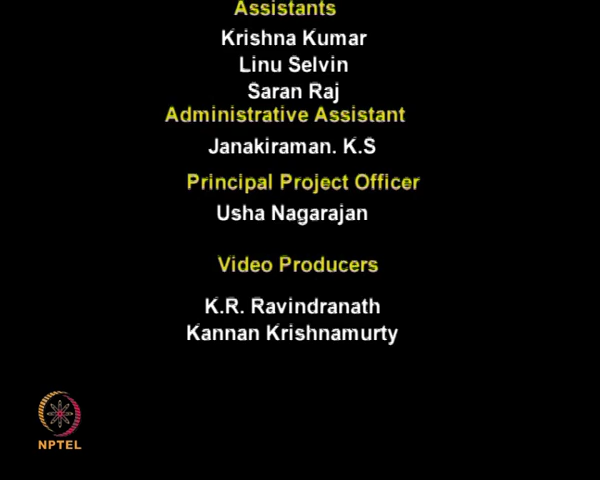 Assistants
Krishna Kumar
Linu Selvin
Saran Raj
Administrative Assistant
Janakiraman. K.S
Principal Project Officer
Usha Nagarajan
Video Producers
K.R. Ravindranath
Kannan Krishnamurty
NPTEL